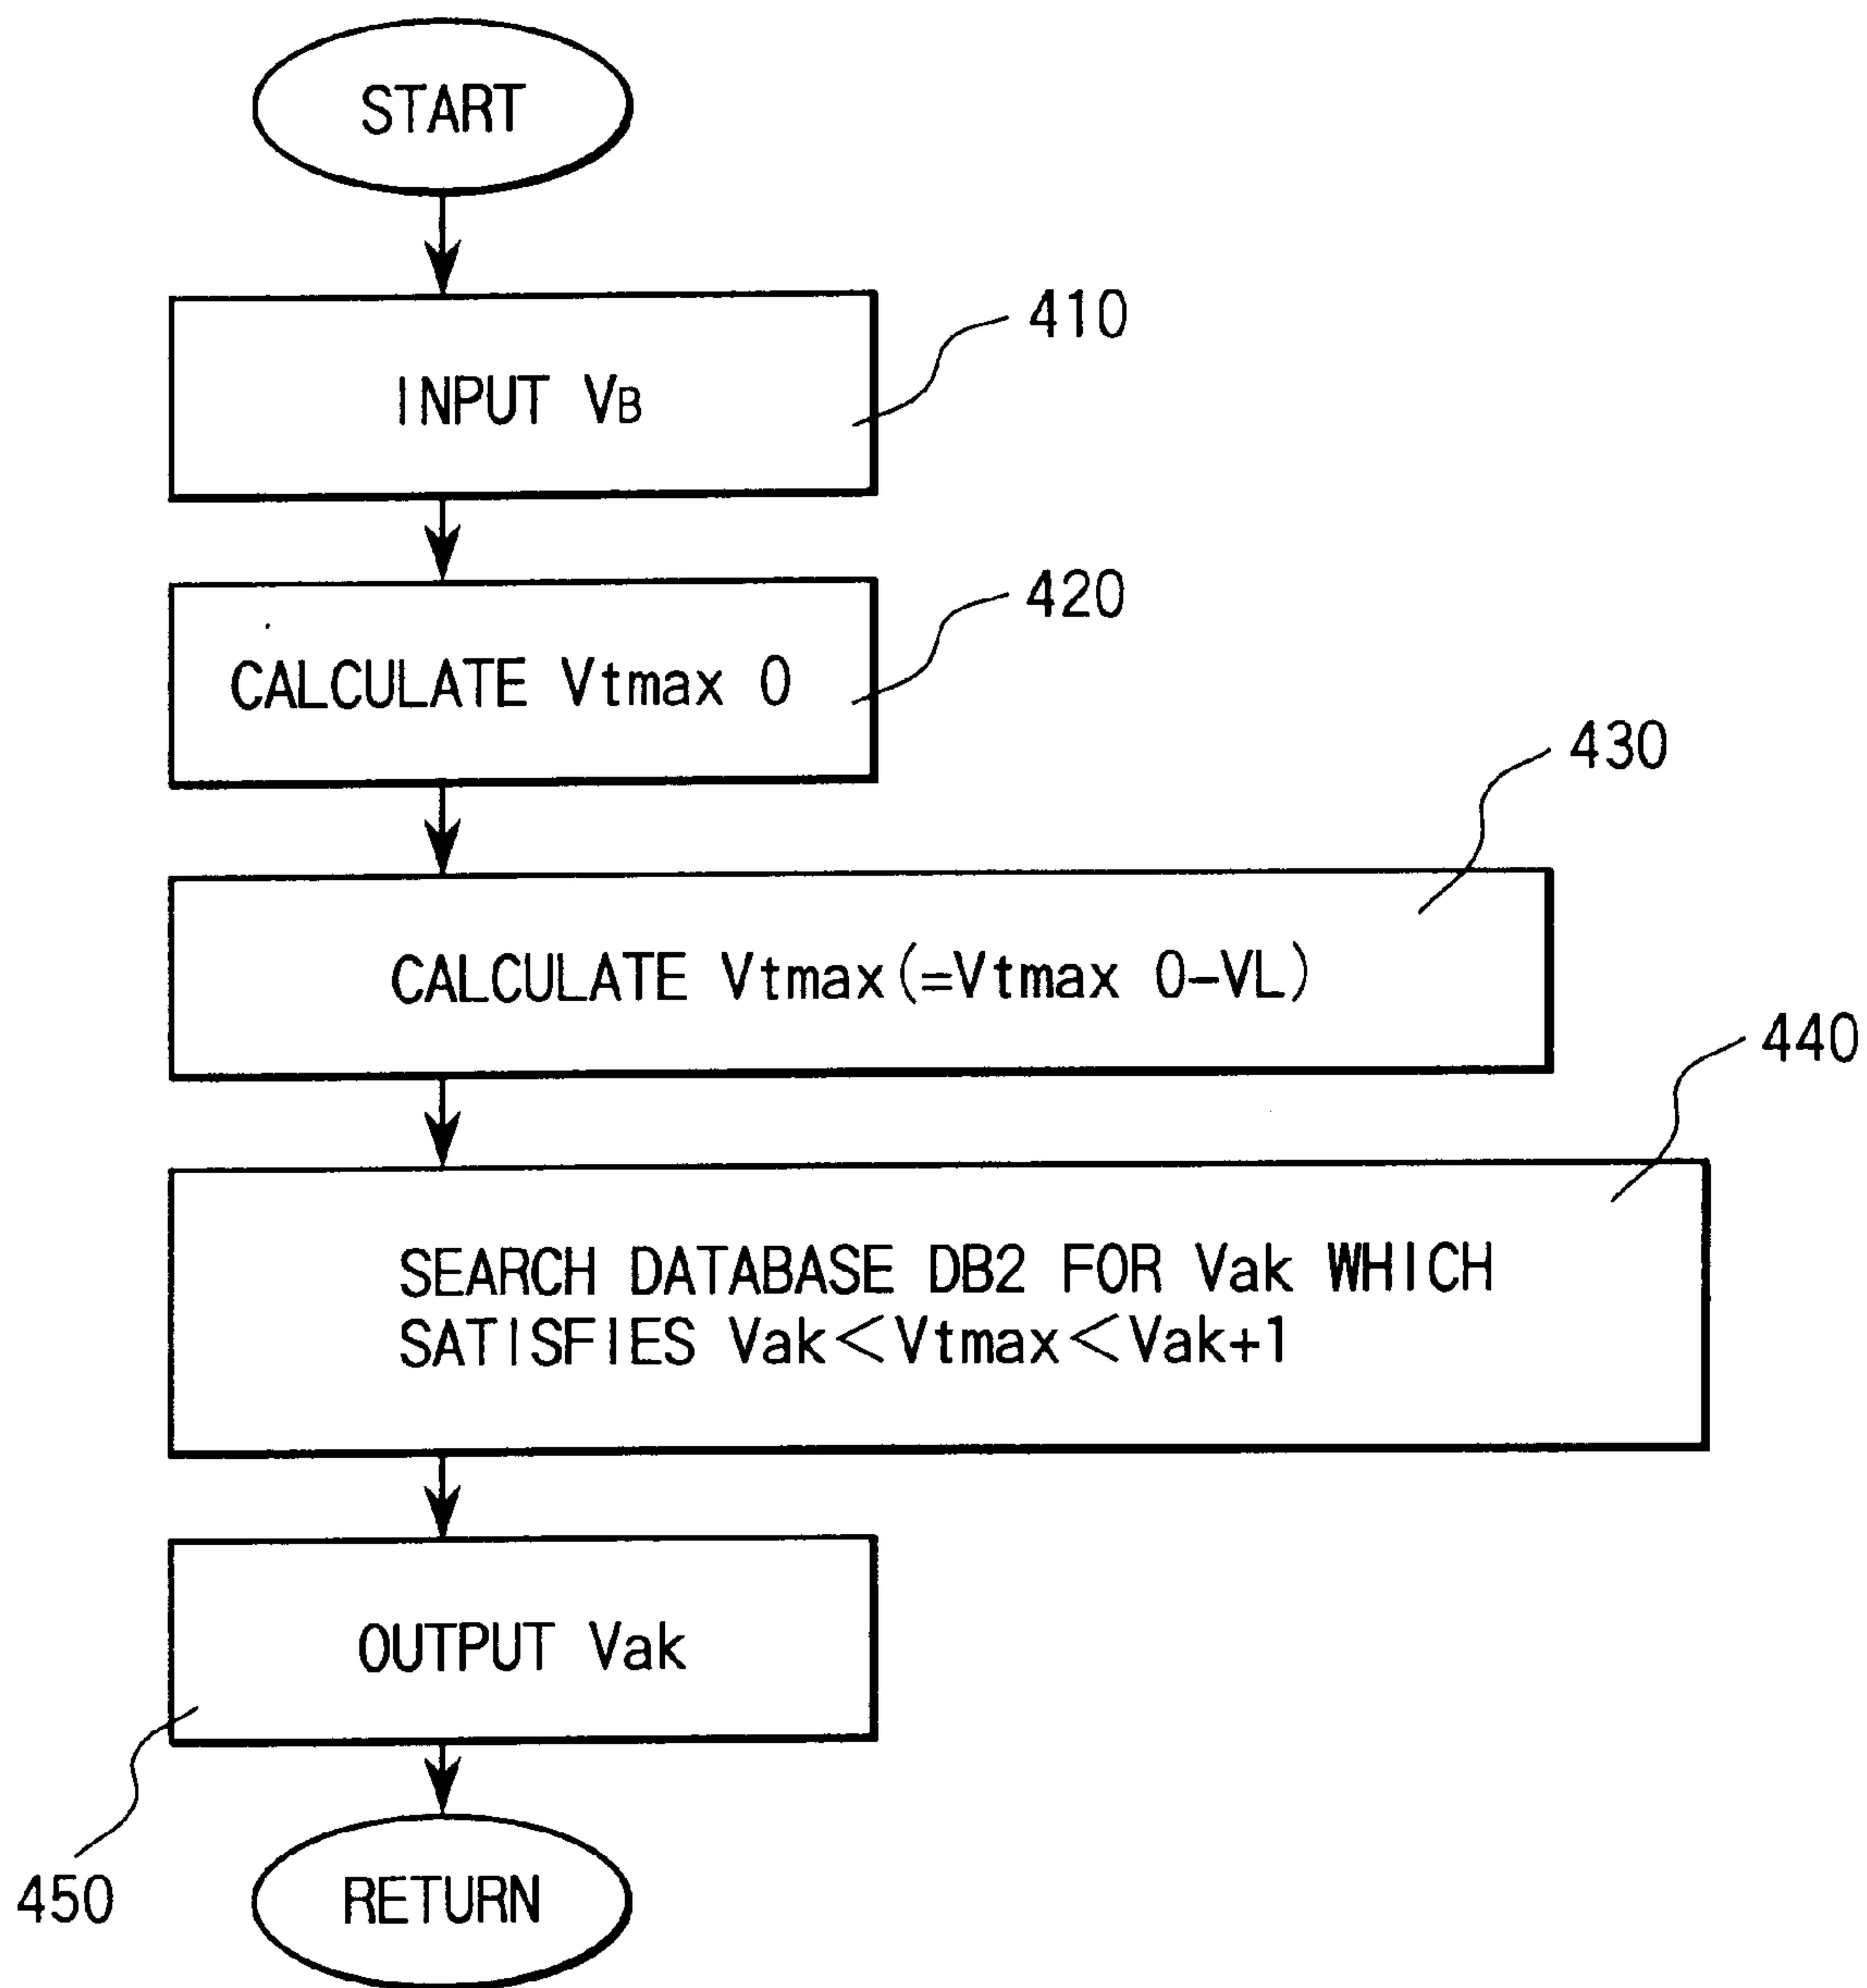 START
INPUT VB
410
CALCULATE Vtmax 0
420
CALCULATE Vtmax(=Vtmax 0-VL)
430
SEARCH DATABASE DB2 FOR Vak WHICH
SATISFIES Vak<Vtmax<Vak+1
440
OUTPUT Vak
450
RETURN